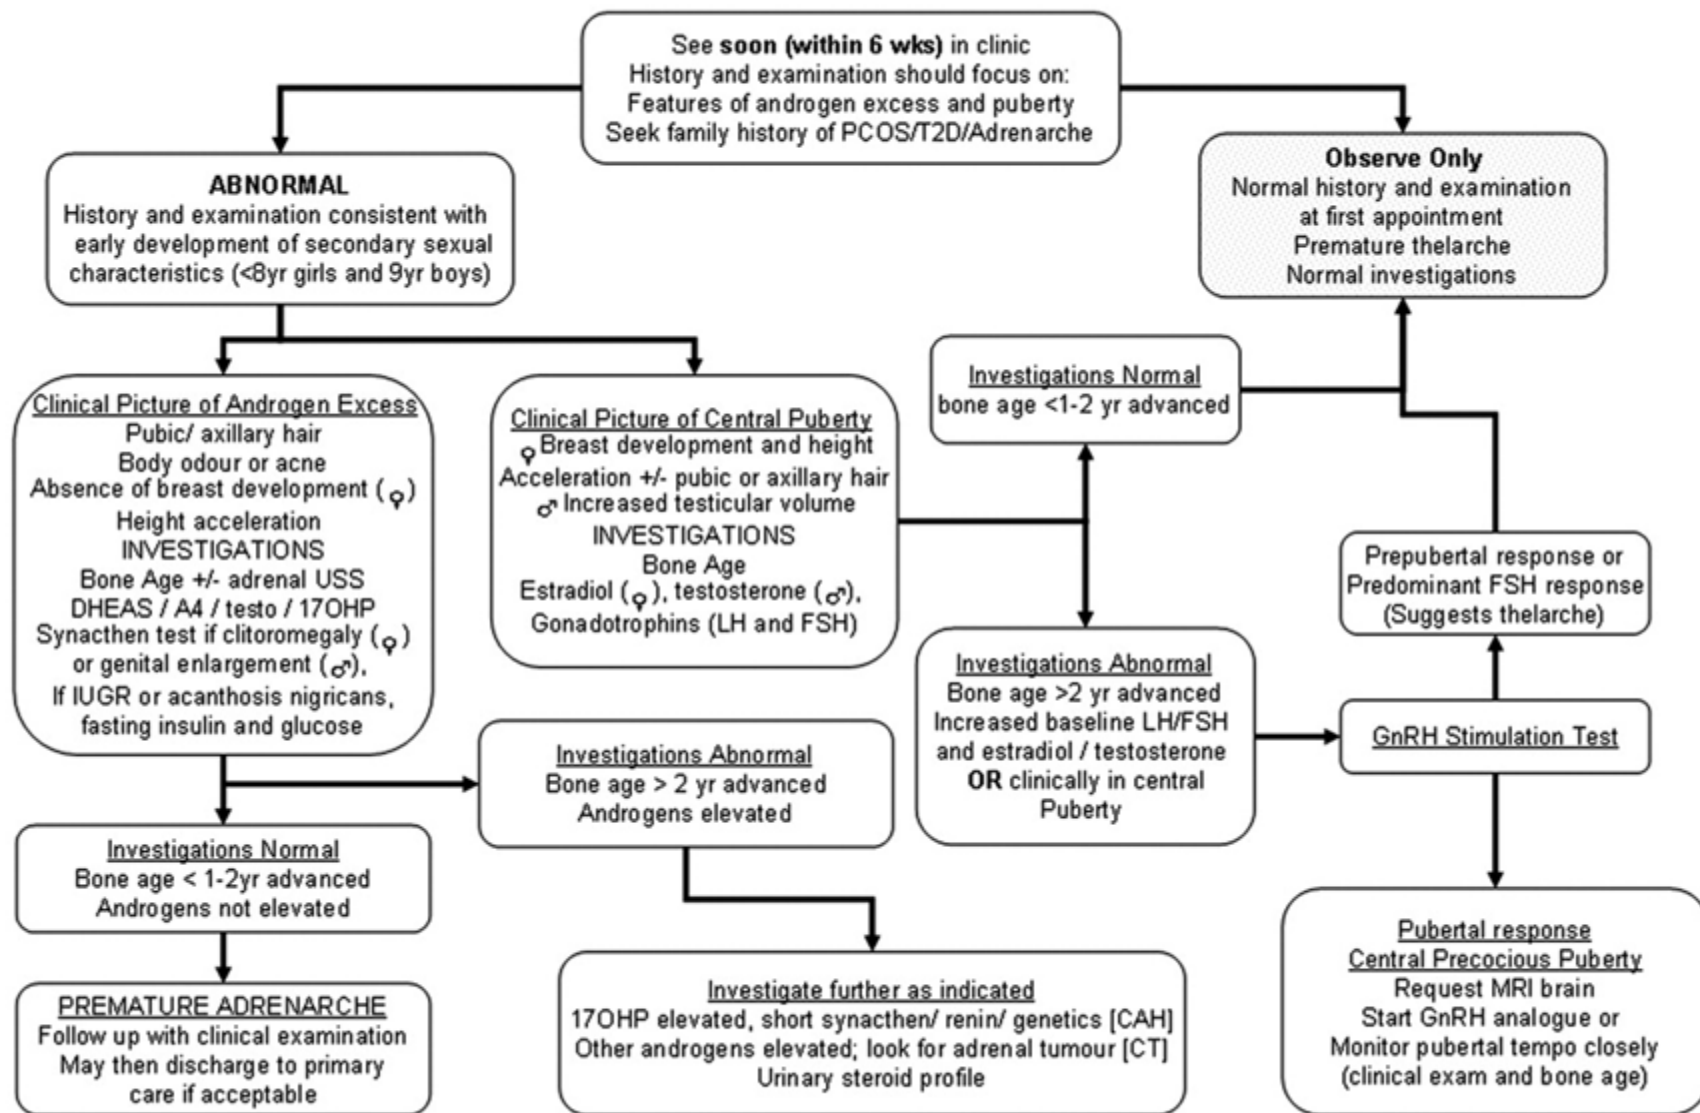 See soon (within 6 wks) in clinic
History and examination should focus on:
Features of androgen excess and puberty
Seek family history of PCOS/T2D/Adrenarche
ABNORMAL
History and examination consistent with
early development of secondary sexual
characteristics (<8yr girls and 9yr boys)
Observe Only
Normal history and examination
at first appointment
Premature thelarche
Normal investigations
Clinical Picture of Androgen Excess
Pubic/ axillary hair
Body odour or acne
Absence of breast development (♀)
Height acceleration
INVESTIGATIONS
Bone Age +/- adrenal USS
DHEAS / A4 / testo / 17OHP
Synacthen test if clitoromegaly (♀)
or genital enlargement (♂),
If IUGR or acanthosis nigricans,
fasting insulin and glucose
Clinical Picture of Central Puberty
♀ Breast development and height
Acceleration +/- pubic or axillary hair
♂ Increased testicular volume
INVESTIGATIONS
Bone Age
Estradiol (♀), testosterone (♂),
Gonadotrophins (LH and FSH)
Investigations Normal
bone age <1-2 yr advanced
Investigations Abnormal
Bone age >2 yr advanced
Increased baseline LH/FSH
and estradiol / testosterone
OR clinically in central
Puberty
Prepubertal response or
Predominant FSH response
(Suggests thelarche)
GnRH Stimulation Test
Investigations Abnormal
Bone age > 2 yr advanced
Androgens elevated
Investigations Normal
Bone age < 1-2yr advanced
Androgens not elevated
PREMATURE ADRENARCHE
Follow up with clinical examination
May then discharge to primary
care if acceptable
Investigate further as indicated
17OHP elevated, short synacthen/ renin/ genetics [CAH]
Other androgens elevated; look for adrenal tumour [CT]
Urinary steroid profile
Pubertal response
Central Precocious Puberty
Request MRI brain
Start GnRH analogue or
Monitor pubertal tempo closely
(clinical exam and bone age)